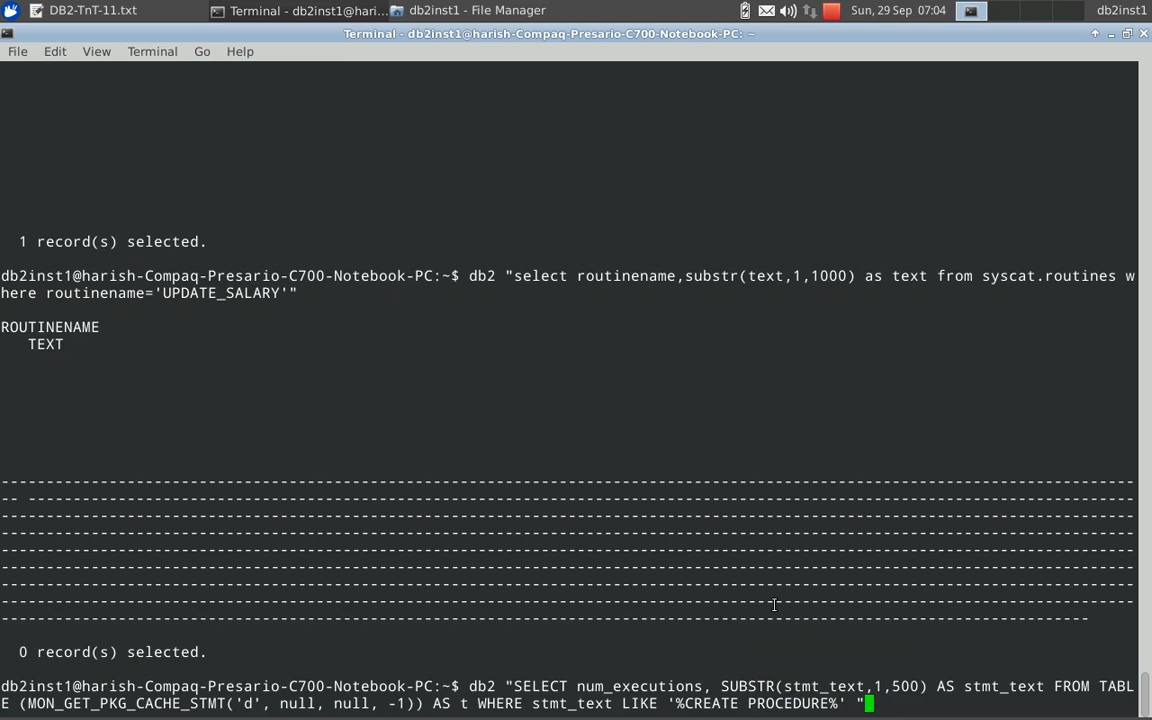 DB2-TnT-11.txt Terminal - db2inst1@hari... db2inst1 - File Manager Sun, 29 Sep 07:04 db2inst1
Terminal - db2inst1@harish-Compaq-Presario-C700-Notebook-PC: ~
File Edit View Terminal Go Help
1 record(s) selected.
db2inst1@harish-Compaq-Presario-C700-Notebook-PC:~$ db2 "select routinename,substr(text,1,1000) as text from syscat.routines w
here routinename='UPDATE_SALARY'"
ROUTINENAME
TEXT
------------------------------------------------------------------------------------------------------------------------------
-- ---------------------------------------------------------------------------------------------------------------------------
------------------------------------------------------------------------------------------------------------------------------
------------------------------------------------------------------------------------------------------------------------------
------------------------------------------------------------------------------------------------------------------------------
------------------------------------------------------------------------------------------------------------------------------
------------------------------------------------------------------------------------------------------------------------------
------------------------------------------------------------------------------------------------------------------------------
-------------------------------------------------------------------------------------------------------------------------
0 record(s) selected.
db2inst1@harish-Compaq-Presario-C700-Notebook-PC:~$ db2 "SELECT num_executions, SUBSTR(stmt_text,1,500) AS stmt_text FROM TABL
E (MON_GET_PKG_CACHE_STMT('d', null, null, -1)) AS t WHERE stmt_text LIKE '%CREATE PROCEDURE%' "